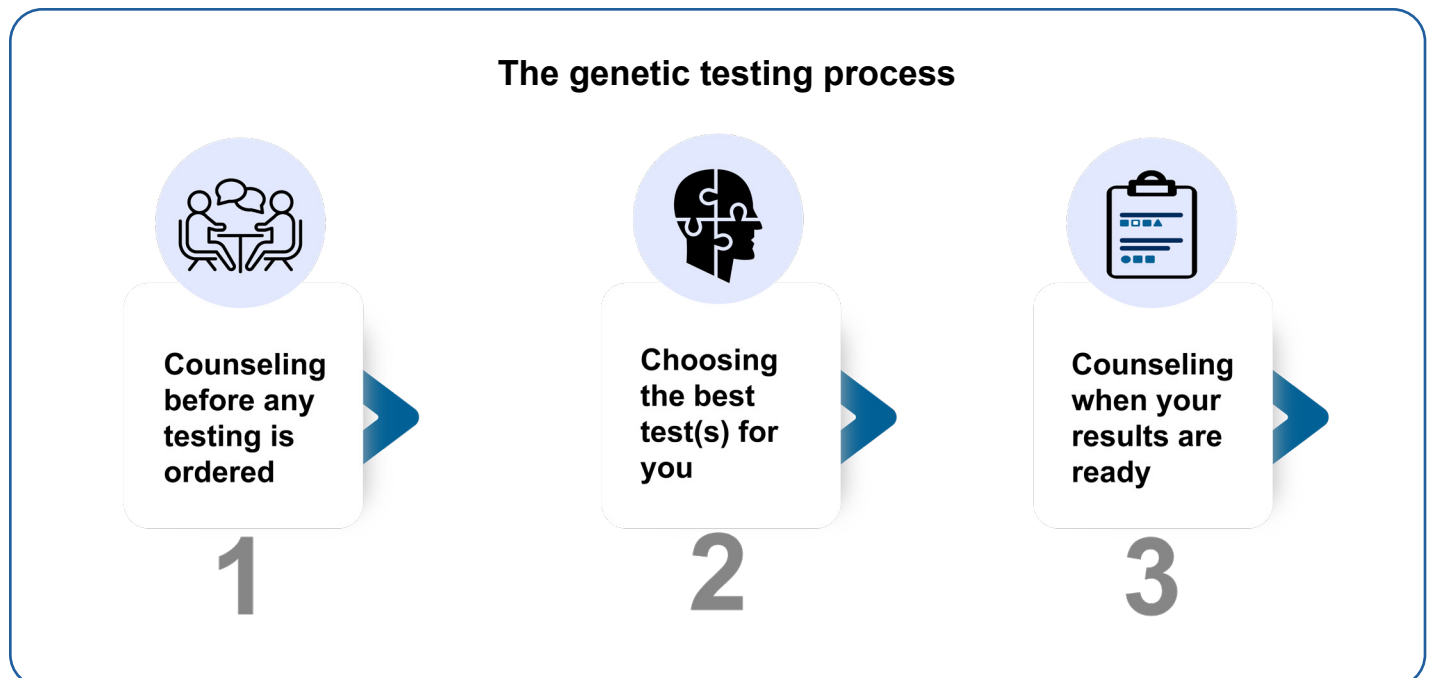 The genetic testing process
Counseling
before any
testing is
ordered
1
Choosing
the best
test(s) for
you
2
Counseling
when your
results are
ready
3